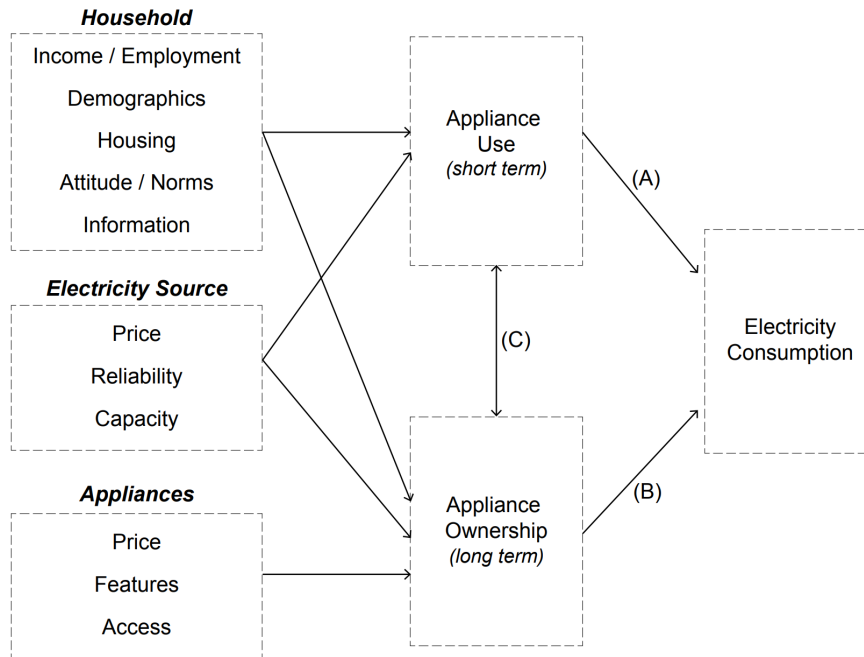 Household
Income / Employment
Demographics
Housing
Attitude / Norms
Information
Electricity Source
Price
Reliability
Capacity
Appliances
Price
Features
Access
Appliance
Use
(short term)
(C)
Appliance
Ownership
(long term)
(A)
(B)
Electricity
Consumption